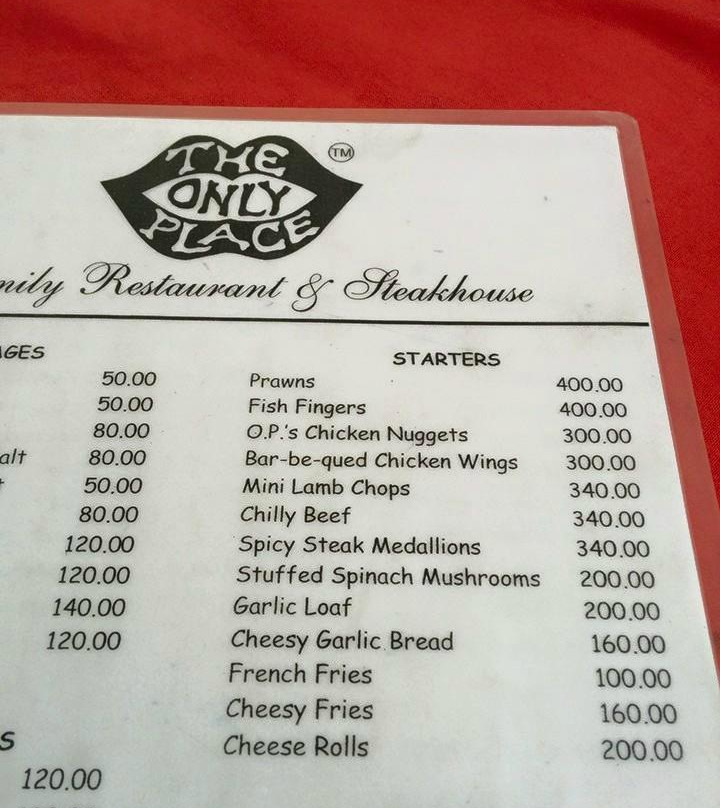 THE
ONLY
PLACE
TM
Restaurant & Steakhouse
STARTERS
50.00
Prawns 400.00
50.00
Fish Fingers 400.00
80.00
O.P.'s Chicken Nuggets 300.00
80.00
Bar-be-qued Chicken Wings 300.00
50.00
Mini Lamb Chops 340.00
80.00
Chilly Beef 340.00
120.00
Spicy Steak Medallions 340.00
120.00
Stuffed Spinach Mushrooms 200.00
140.00
Garlic Loaf 200.00
120.00
Cheesy Garlic Bread 160.00
French Fries 100.00
Cheesy Fries 160.00
Cheese Rolls 200.00
120.00